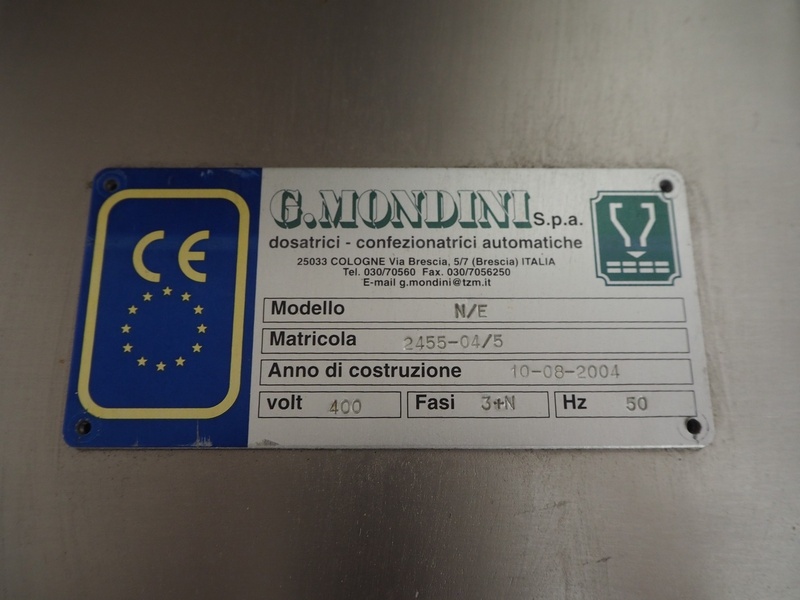 CE
G.MONDINI S.p.a.
dosatrici - confezionatrici automatiche
25033 COLOGNE Via Brescia, 5/7 (Brescia) ITALIA
Tel. 030/70560 Fax. 030/7056250
E-mail g.mondini@tzm.it
Modello N/E
Matricola 2455-04/5
Anno di costruzione 10-08-2004
volt 400 Fasi 3+N Hz 50